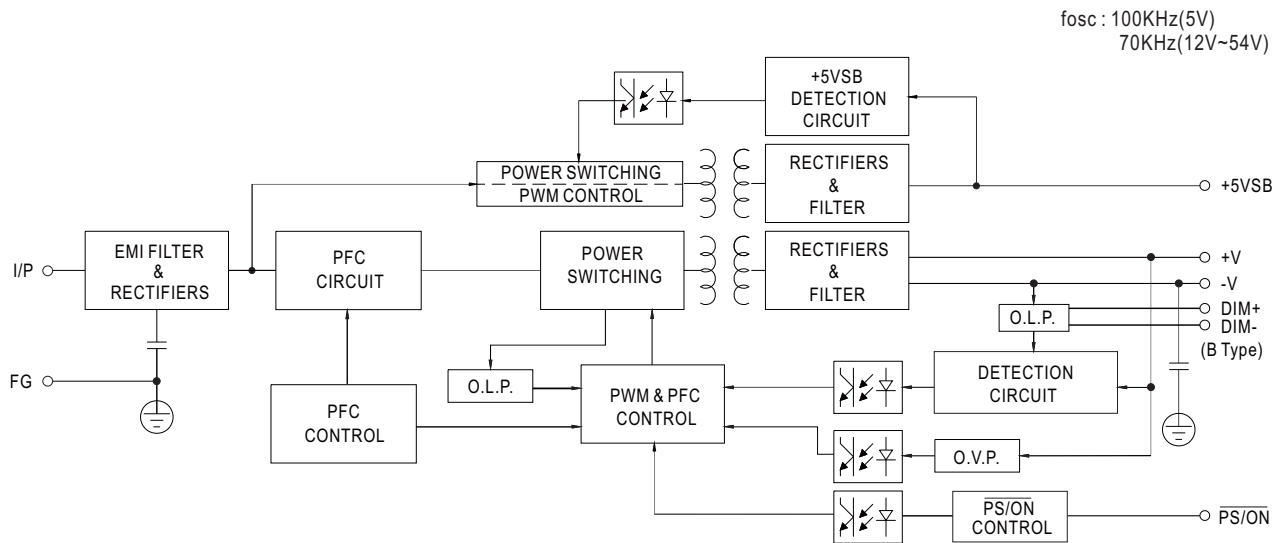 fosc : 100KHz(5V)
70KHz(12V~54V)
+5VSB
DETECTION
CIRCUIT
POWER SWITCHING
PWM CONTROL
RECTIFIERS
&
FILTER
+5VSB
I/P
EMI FILTER
&
RECTIFIERS
PFC
CIRCUIT
POWER
SWITCHING
RECTIFIERS
&
FILTER
+V
-V
DIM+
DIM-
(B Type)
O.L.P.
FG
O.L.P.
PFC
CONTROL
PWM & PFC
CONTROL
DETECTION
CIRCUIT
O.V.P.
PS/ON
CONTROL
PS/ON